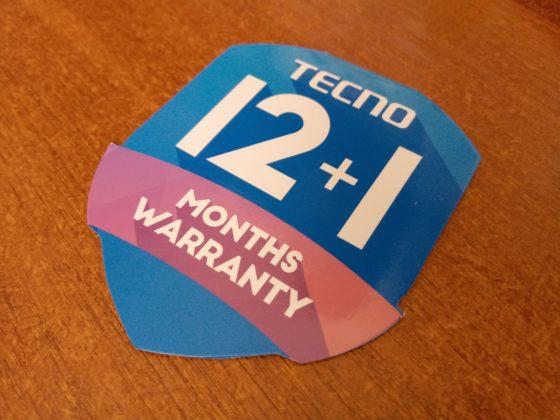 TECNO
12+1
MONTHS
WARRANTY